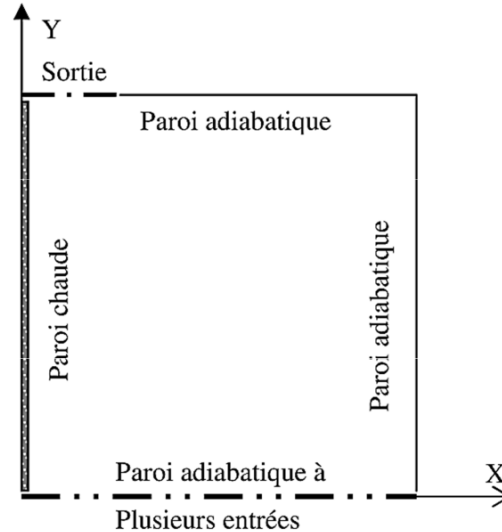 Y
Sortie
Paroi adiabatique
Paroi chaude
Paroi adiabatique
Paroi adiabatique à
Plusieurs entrées
X